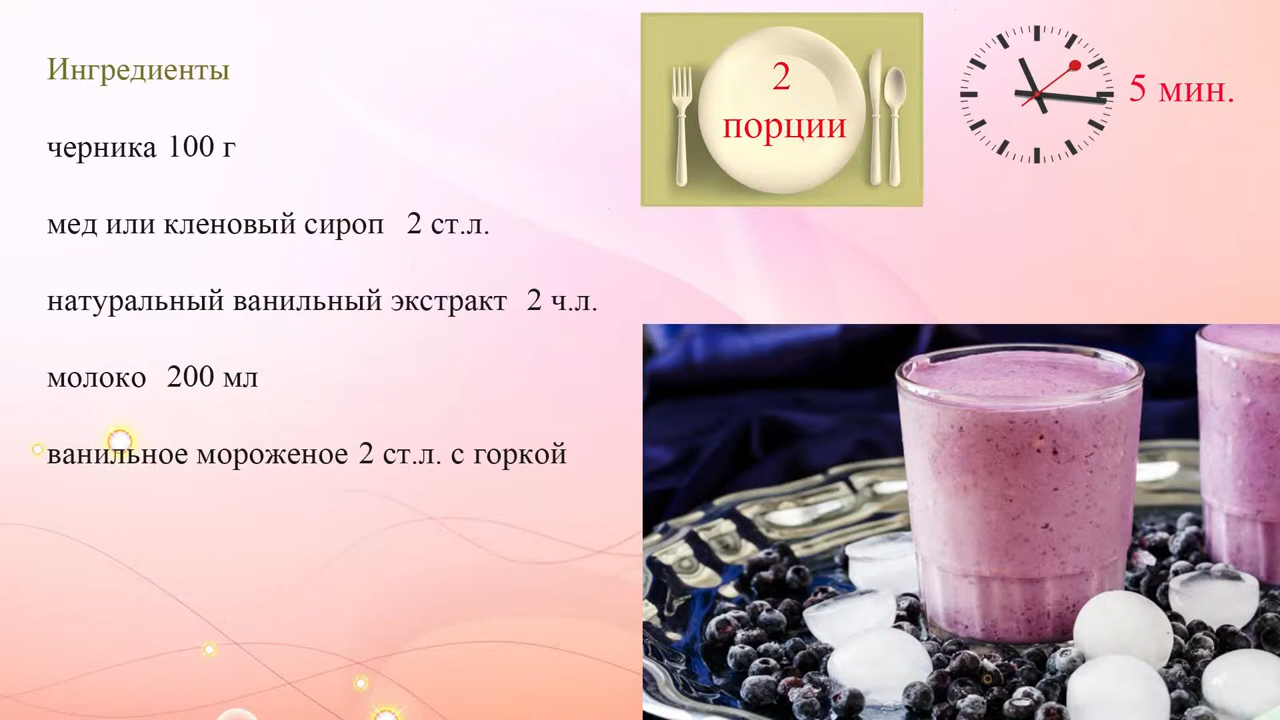 Ингредиенты
черника 100 г
мед или кленовый сироп 2 ст.л.
натуральный ванильный экстракт 2 ч.л.
молоко 200 мл
ванильное мороженое 2 ст.л. с горкой
2
порции
5 мин.